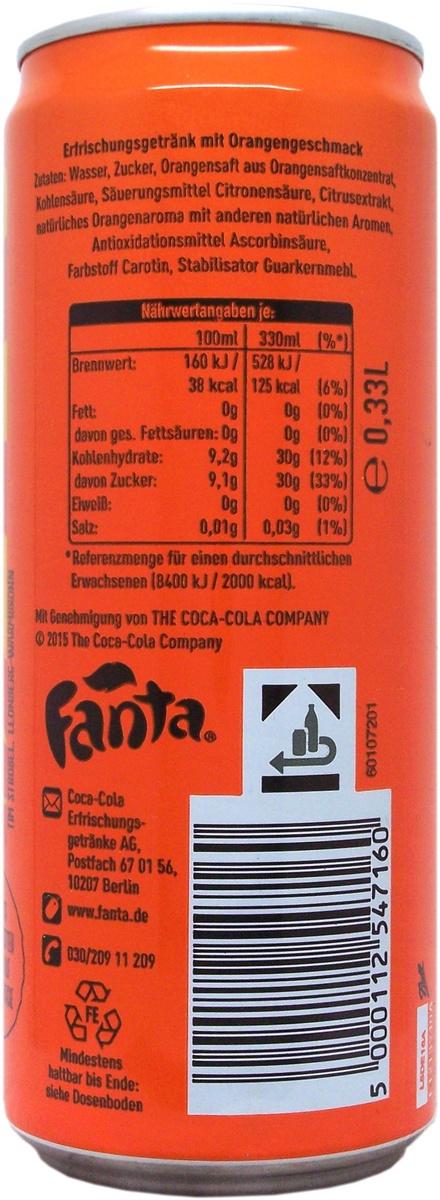 Erfrischungsgetränk mit Orangengeschmack
Zutaten: Wasser, Zucker, Orangensaft aus Orangensaftkonzentrat,
Kohlensäure, Säuerungsmittel Citronensäure, Citrusextrakt,
natürliches Orangenaroma mit anderen natürlichen Aromen,
Antioxidationsmittel Ascorbinsäure,
Farbstoff Carotin, Stabilisator Guarkernmehl.
Nährwertangaben je:
100ml 330ml (%*)
Brennwert: 160 kJ / 528 kJ /
38 kcal 125 kcal (6%)
Fett: 0g 0g (0%)
davon ges. Fettsäuren: 0g 0g (0%)
Kohlenhydrate: 9,2g 30g (12%)
davon Zucker: 9,1g 30g (33%)
Eiweiß: 0g 0g (0%)
Salz: 0,01g 0,03g (1%)
e 0,33L
*Referenzmenge für einen durchschnittlichen
Erwachsenen (8400 kJ / 2000 kcal).
Mit Genehmigung von THE COCA-COLA COMPANY
© 2015 The Coca-Cola Company
Fanta®
60107201
Coca-Cola
Erfrischungs-
getränke AG,
Postfach 67 01 56,
10207 Berlin
www.fanta.de
030/209 11 209
FE
Mindestens
haltbar bis Ende:
siehe Dosenboden
5 000112 547160
TIM STROBEL, LEONBERG-WARMBRONN